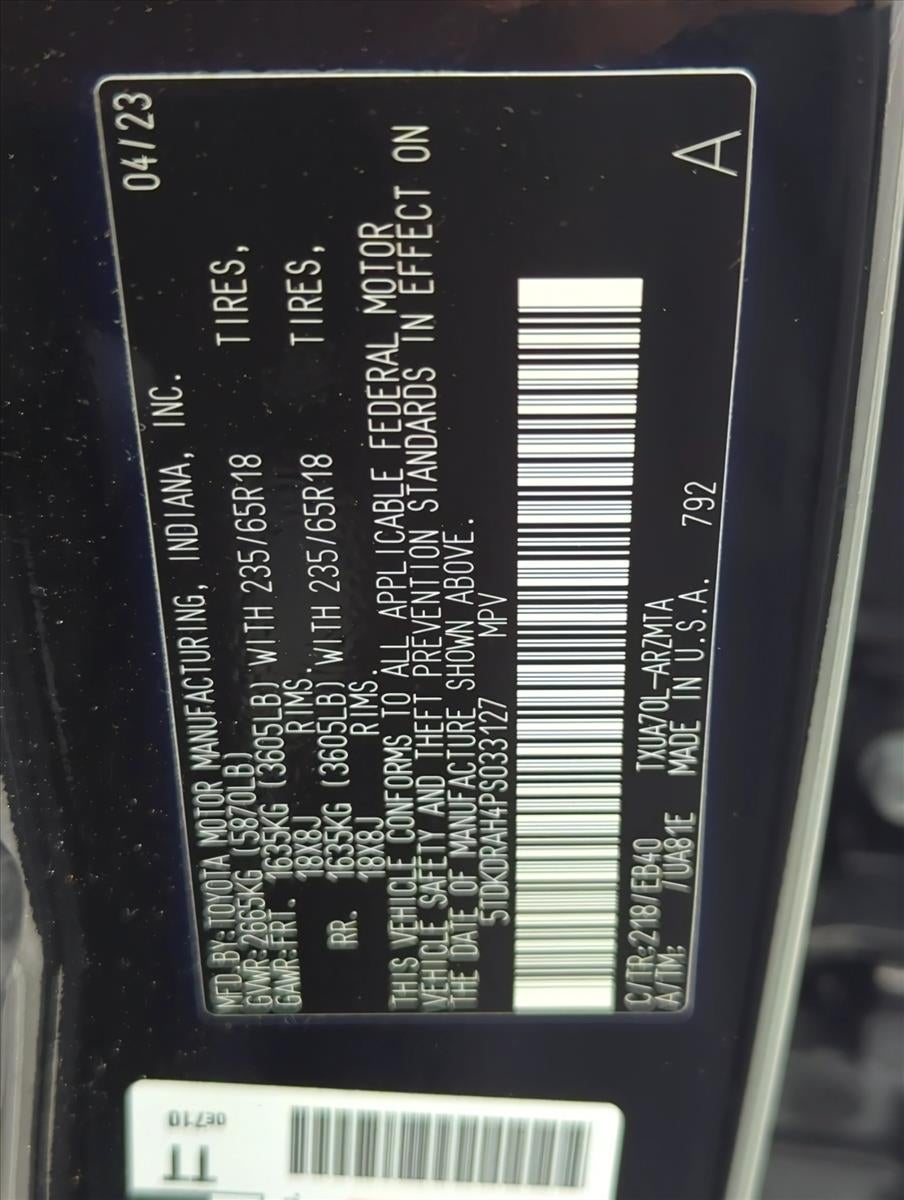 04/23
MFD.BY:TOYOTA MOTOR MANUFACTURING, INDIANA, INC.
GVWR:2665KG (5870LB)
GAWR:FRT. 1635KG (3605LB) WITH 235/65R18 TIRES,
18X8J RIMS.
RR. 1635KG (3605LB) WITH 235/65R18 TIRES,
18X8J RIMS.
THIS VEHICLE CONFORMS TO ALL APPLICABLE FEDERAL MOTOR
VEHICLE SAFETY AND THEFT PREVENTION STANDARDS IN EFFECT ON
THE DATE OF MANUFACTURE SHOWN ABOVE.
5TDKDRAH4PS033127 MPV
C/TR:218/EB40 TXUA70L-ARZMTA
A/TM: /UA81E MADE IN U.S.A. 792
A
0E710